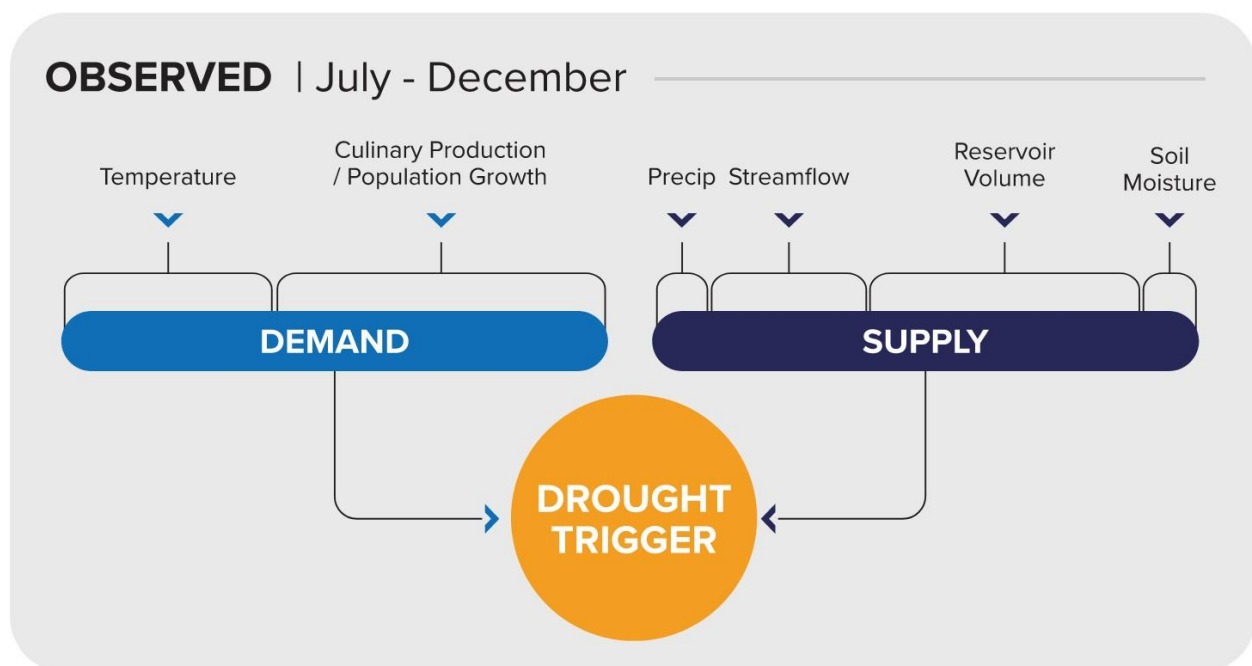 OBSERVED | July - December
Temperature
Culinary Production
/ Population Growth
Precip
Streamflow
Reservoir
Volume
Soil
Moisture
DEMAND
SUPPLY
DROUGHT
TRIGGER